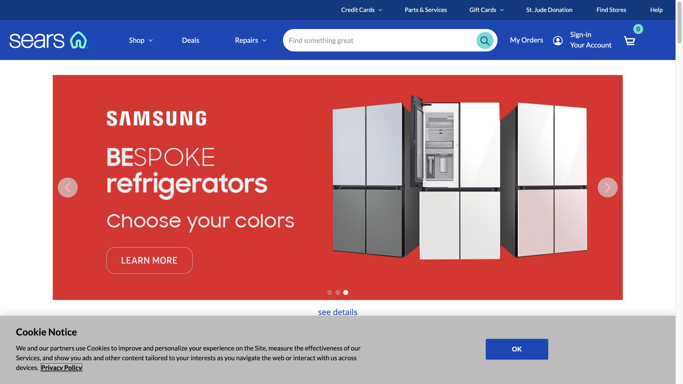 Credit Cards
Parts & Services
Gift Cards
St. Jude Donation
Find Stores
Help
sears
Shop
Deals
Repairs
Find something great
My Orders
Sign-in
Your Account
0
SAMSUNG
BESPOKE
refrigerators
Choose your colors
LEARN MORE
see details
Cookie Notice
We and our partners use Cookies to improve and personalize your experience on the Site, measure the effectiveness of our
Services, and show you ads and other content tailored to your interests as you navigate the web or interact with us across
devices. Privacy Policy
OK